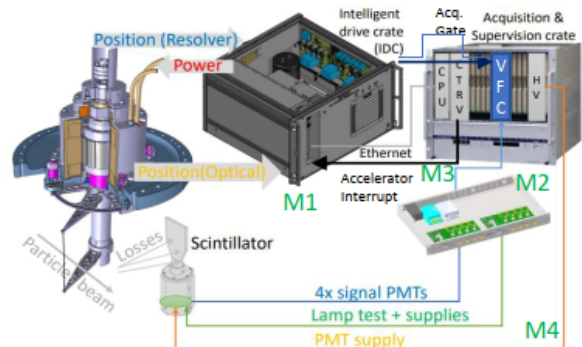 Intelligent
drive crate
(IDC)
Acq.
Gate
Acquisition &
Supervision crate
Position (Resolver)
Power
CPU
CTRV
VFC
HV
Ethernet
Position(Optical)
M1
Accelerator
Interrupt
M3
M2
Particle beam
Losses
Scintillator
4x signal PMTs
Lamp test + supplies
PMT supply
M4